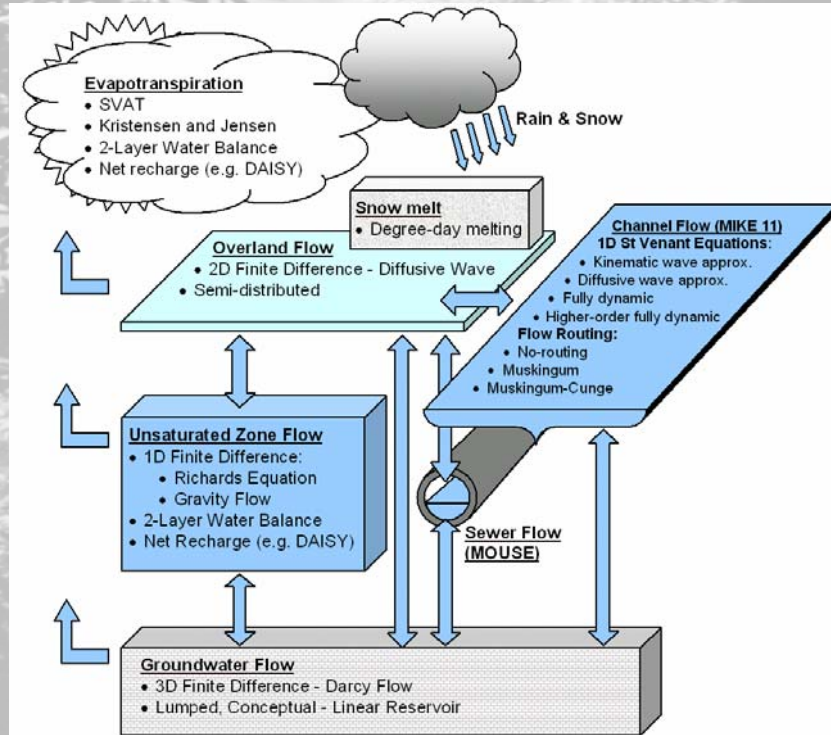 Evapotranspiration
• SVAT
• Kristensen and Jensen
• 2-Layer Water Balance
• Net recharge (e.g. DAISY)
Rain & Snow
Snow melt
• Degree-day melting
Overland Flow
• 2D Finite Difference - Diffusive Wave
• Semi-distributed
Channel Flow (MIKE 11)
1D St Venant Equations:
• Kinematic wave approx.
• Diffusive wave approx.
• Fully dynamic
• Higher-order fully dynamic
Flow Routing:
• No-routing
• Muskingum
• Muskingum-Cunge
Unsaturated Zone Flow
• 1D Finite Difference:
• Richards Equation
• Gravity Flow
• 2-Layer Water Balance
• Net Recharge (e.g. DAISY)
Sewer Flow
(MOUSE)
Groundwater Flow
• 3D Finite Difference - Darcy Flow
• Lumped, Conceptual - Linear Reservoir